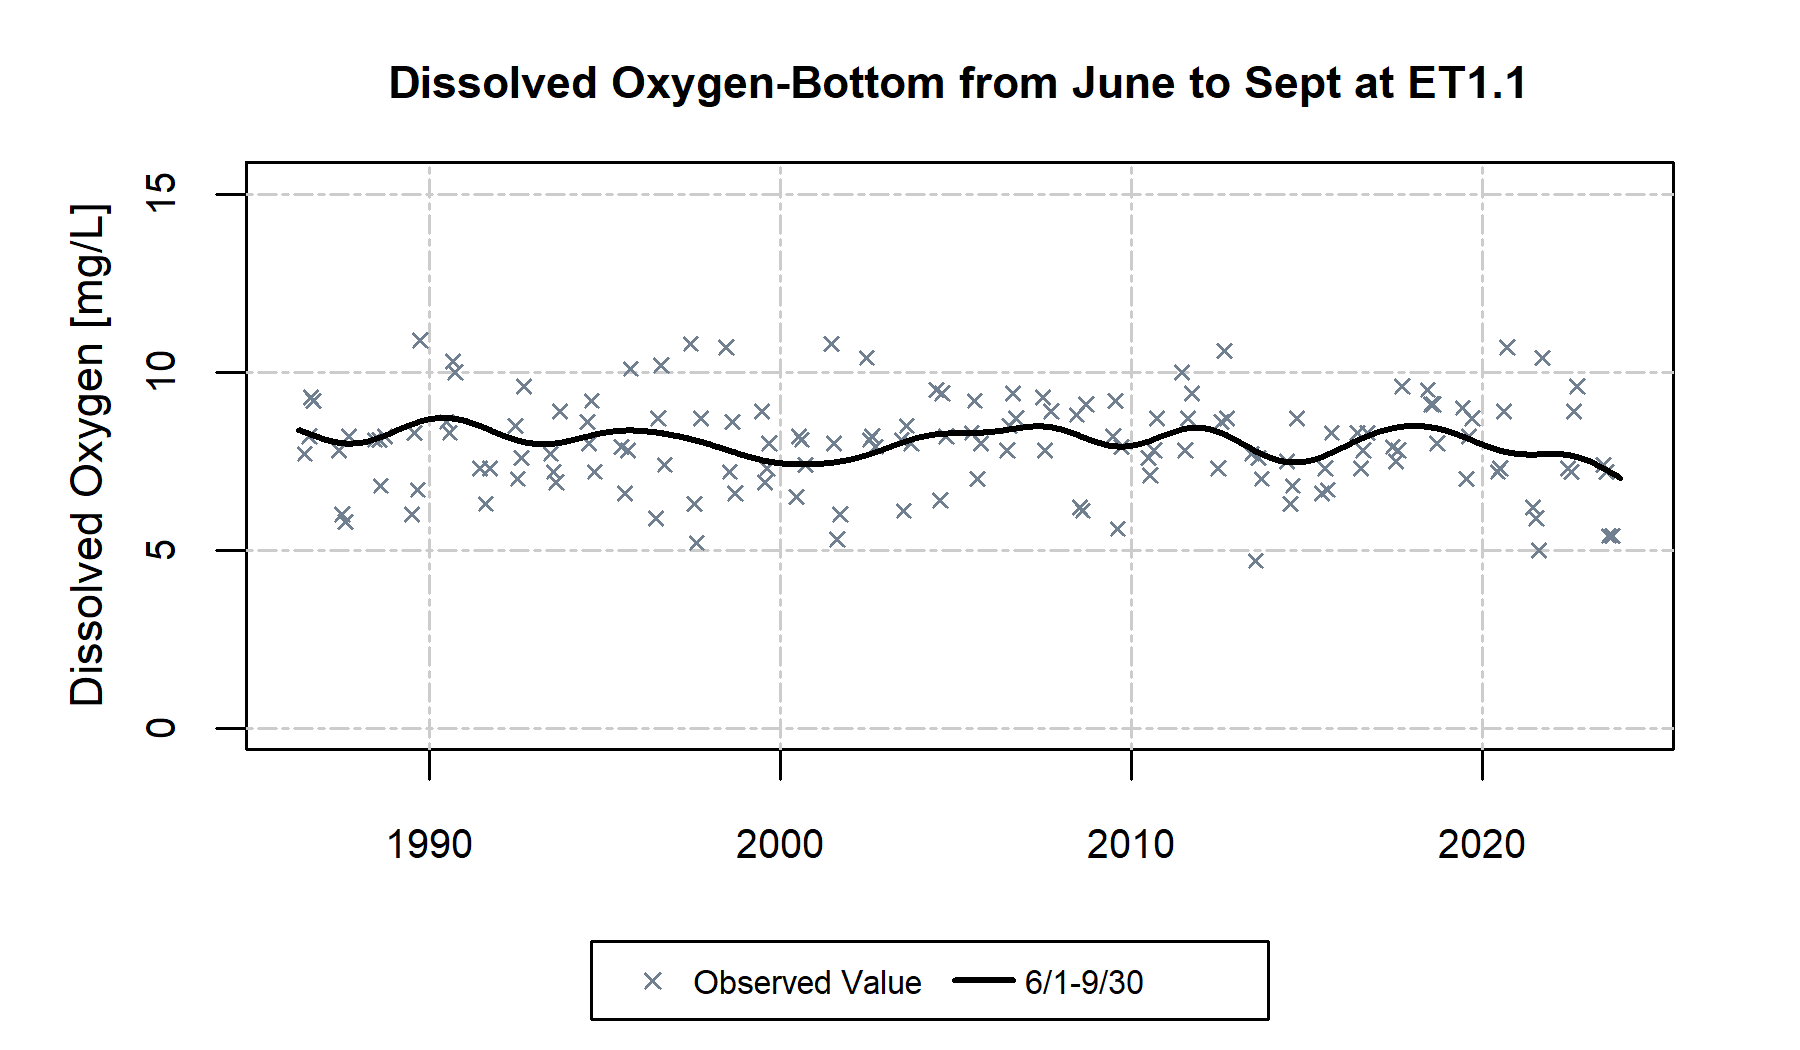 Dissolved Oxygen-Bottom from June to Sept at ET1.1
Dissolved Oxygen [mg/L]
15
10
5
0
1990 2000 2010 2020
Observed Value 6/1-9/30